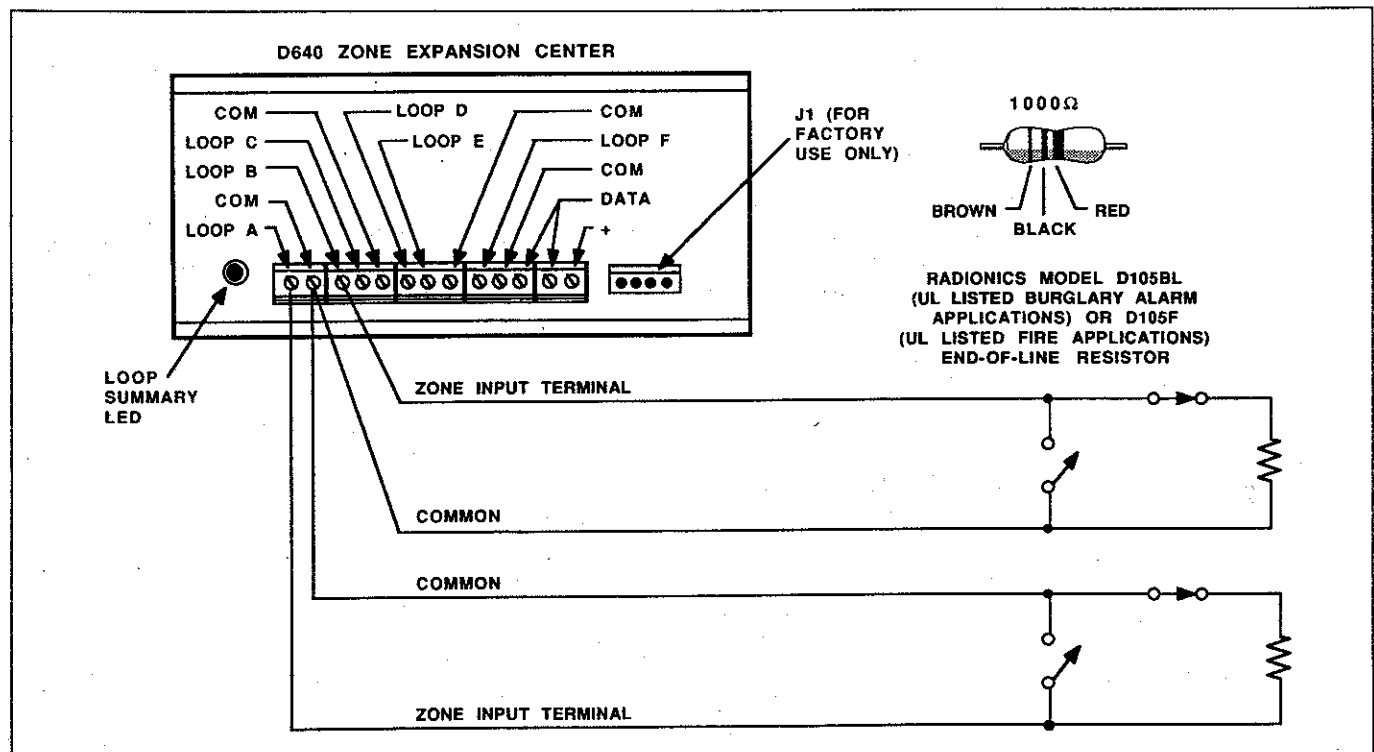 D640 ZONE EXPANSION CENTER
COM
LOOP C
LOOP B
COM
LOOP A
LOOP D
LOOP E
COM
LOOP F
COM
DATA
+
J1 (FOR
FACTORY
USE ONLY)
1000Ω
BROWN
BLACK
RED
RADIONICS MODEL D105BL
(UL LISTED BURGLARY ALARM
APPLICATIONS) OR D105F
(UL LISTED FIRE APPLICATIONS)
END-OF-LINE RESISTOR
LOOP
SUMMARY
LED
ZONE INPUT TERMINAL
COMMON
COMMON
ZONE INPUT TERMINAL